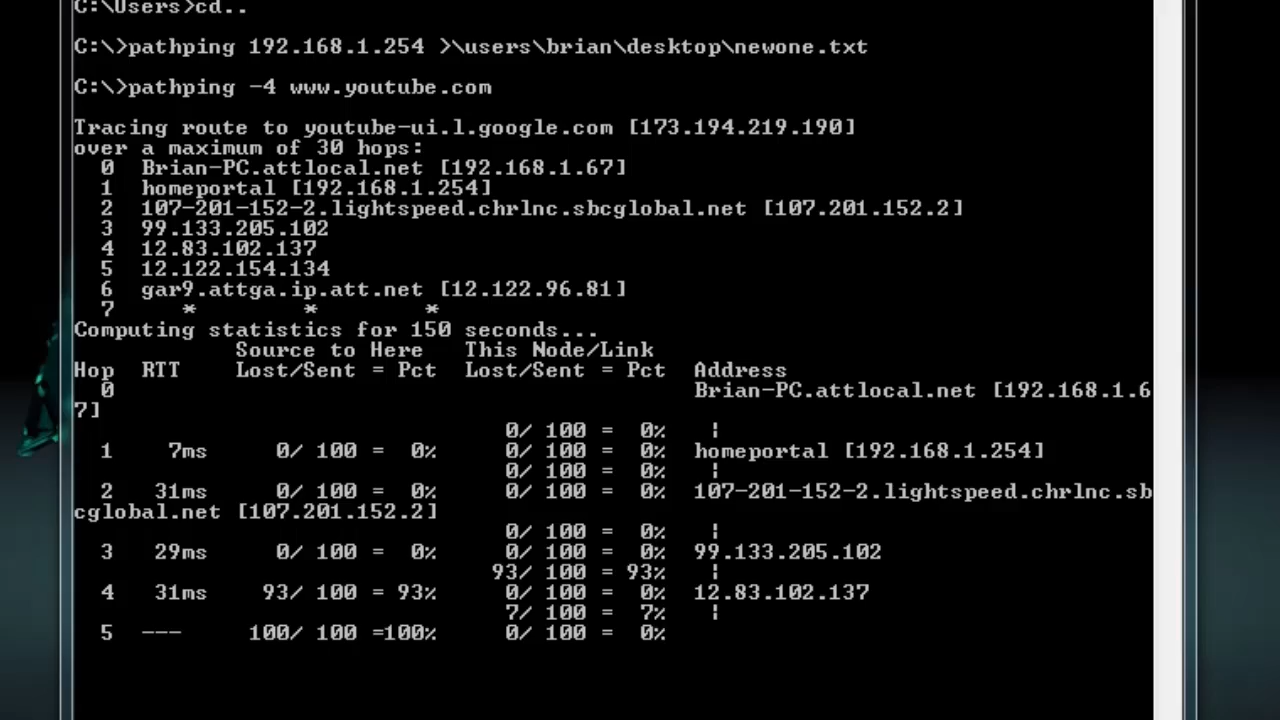 C:\Users>cd..
C:\>pathping 192.168.1.254 >\users\brian\desktop\newone.txt
C:\>pathping -4 www.youtube.com
Tracing route to youtube-ui.l.google.com [173.194.219.190]
over a maximum of 30 hops:
0 Brian-PC.attlocal.net [192.168.1.67]
1 homeportal [192.168.1.254]
2 107-201-152-2.lightspeed.chrlnc.sbcglobal.net [107.201.152.2]
3 99.133.205.102
4 12.83.102.137
5 12.122.154.134
6 gar9.attga.ip.att.net [12.122.96.81]
7 * * *
Computing statistics for 150 seconds...
Source to Here This Node/Link
Hop RTT Lost/Sent = Pct Lost/Sent = Pct Address
0 Brian-PC.attlocal.net [192.168.1.6
7]
0/ 100 = 0% |
1 7ms 0/ 100 = 0% 0/ 100 = 0% homeportal [192.168.1.254]
0/ 100 = 0% |
2 31ms 0/ 100 = 0% 0/ 100 = 0% 107-201-152-2.lightspeed.chrlnc.sb
cglobal.net [107.201.152.2]
0/ 100 = 0% |
3 29ms 0/ 100 = 0% 0/ 100 = 0% 99.133.205.102
93/ 100 = 93% |
4 31ms 93/ 100 = 93% 0/ 100 = 0% 12.83.102.137
7/ 100 = 7% |
5 --- 100/ 100 =100% 0/ 100 = 0%